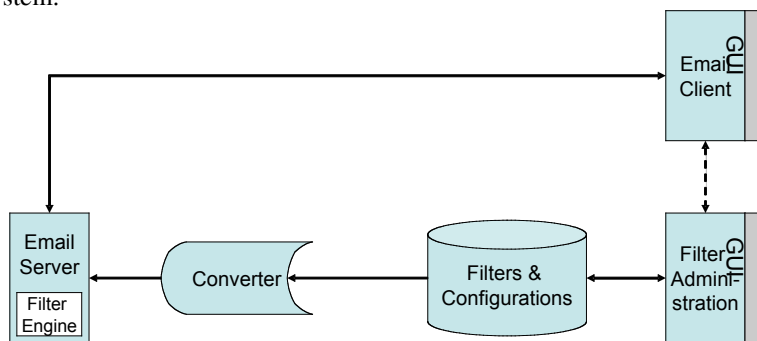 stem.
GUI
Email
Client
Email
Server
Filter
Engine
Converter
Filters &
Configurations
GUI
Filter
Admini-
stration